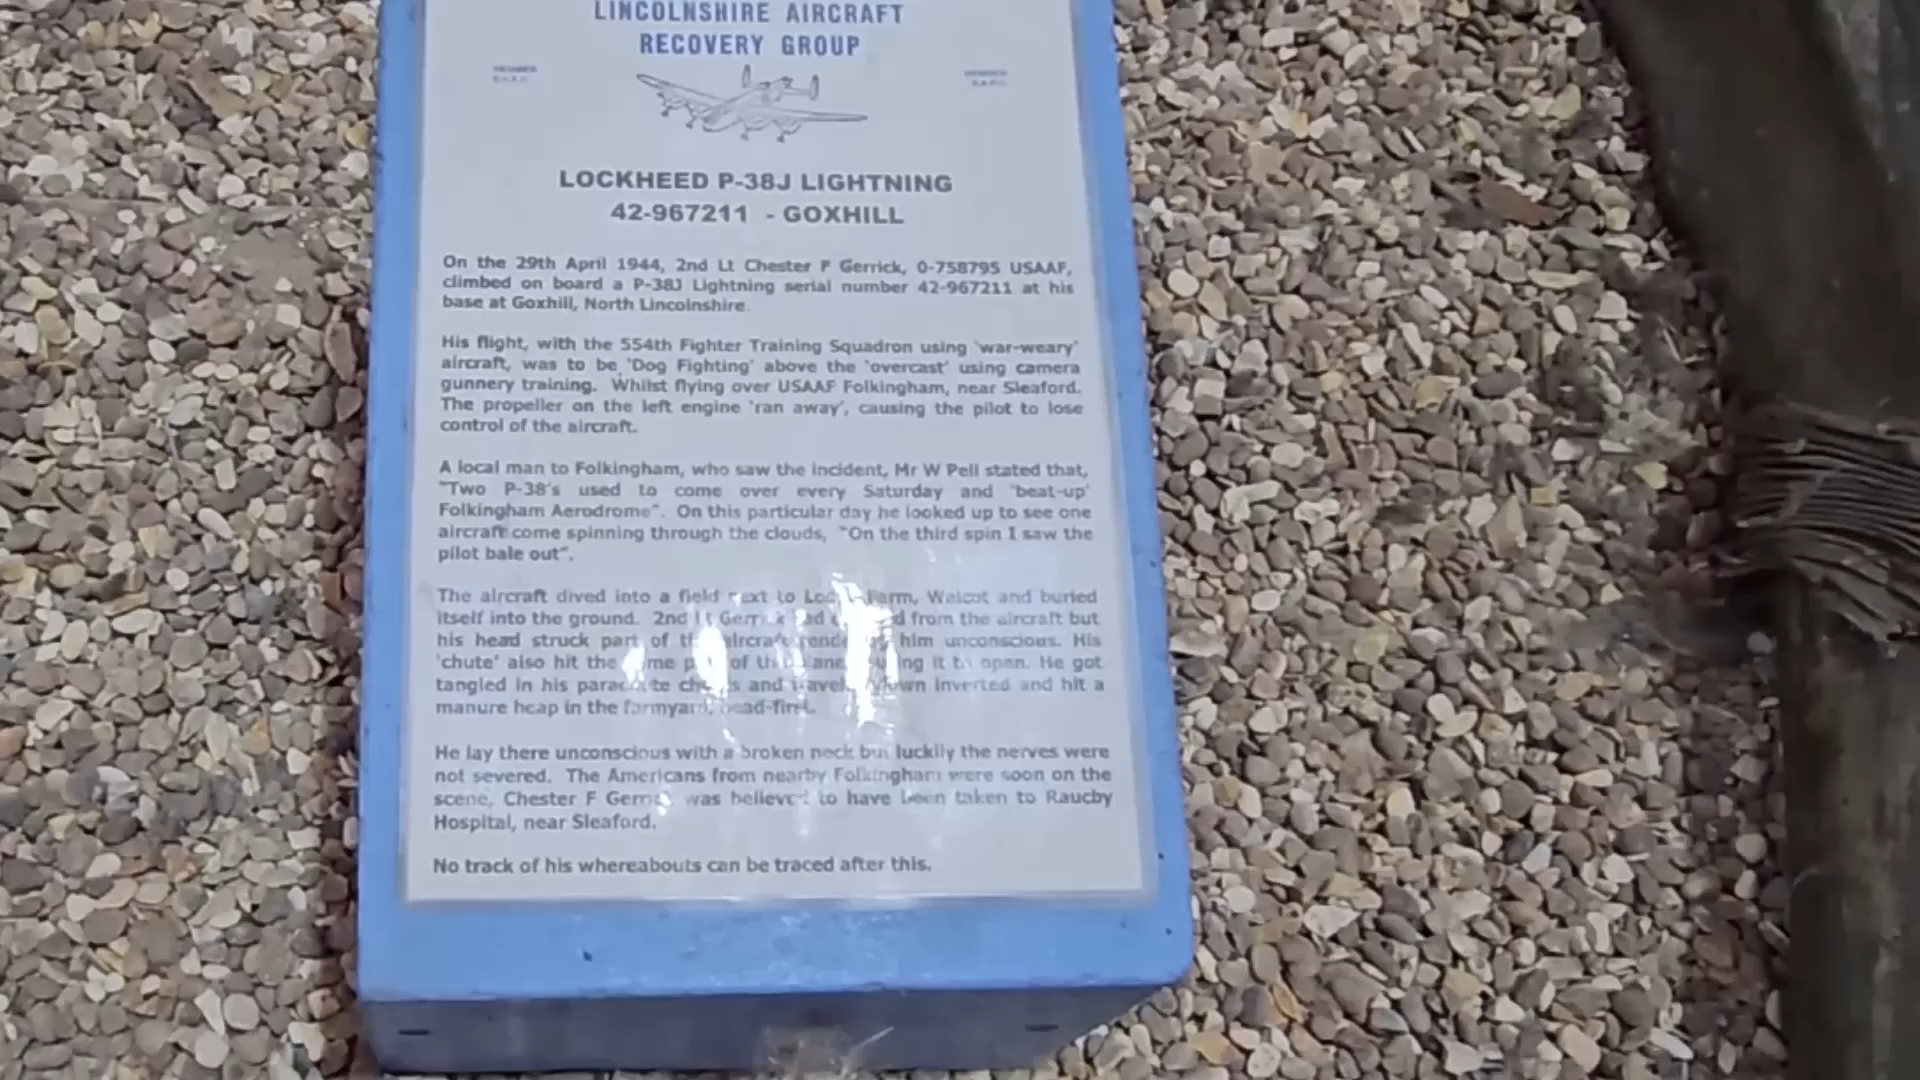 LINCOLNSHIRE AIRCRAFT
RECOVERY GROUP
LOCKHEED P-38J LIGHTNING
42-967211 - GOXHILL
On the 29th April 1944, 2nd Lt Chester F Gerrick, 0-758795 USAAF,
climbed on board a P-38J Lightning serial number 42-967211 at his
base at Goxhill, North Lincolnshire.
His flight, with the 554th Fighter Training Squadron using 'war-weary'
aircraft, was to be 'Dog Fighting' above the 'overcast' using camera
gunnery training. Whilst flying over USAAF Folkingham, near Sleaford.
The propeller on the left engine 'ran away', causing the pilot to lose
control of the aircraft.
A local man to Folkingham, who saw the incident, Mr W Pell stated that,
"Two P-38's used to come over every Saturday and 'beat-up'
Folkingham Aerodrome". On this particular day he looked up to see one
aircraft come spinning through the clouds, "On the third spin I saw the
pilot bale out".
The aircraft dived into a field next to Farm, Walcot and buried
itself into the ground. 2nd Lt Gerrick had from the aircraft but
his head struck part of the aircraft rendering him unconscious. His
'chute' also hit the same part of the plane it to open. He got
tangled in his parachute and down inverted and hit a
manure heap in the farmyard, head-first.
He lay there unconscious with a broken neck but luckily the nerves were
not severed. The Americans from nearby Folkingham were soon on the
scene, Chester F Gerrick was believed to have been taken to Rauceby
Hospital, near Sleaford.
No track of his whereabouts can be traced after this.